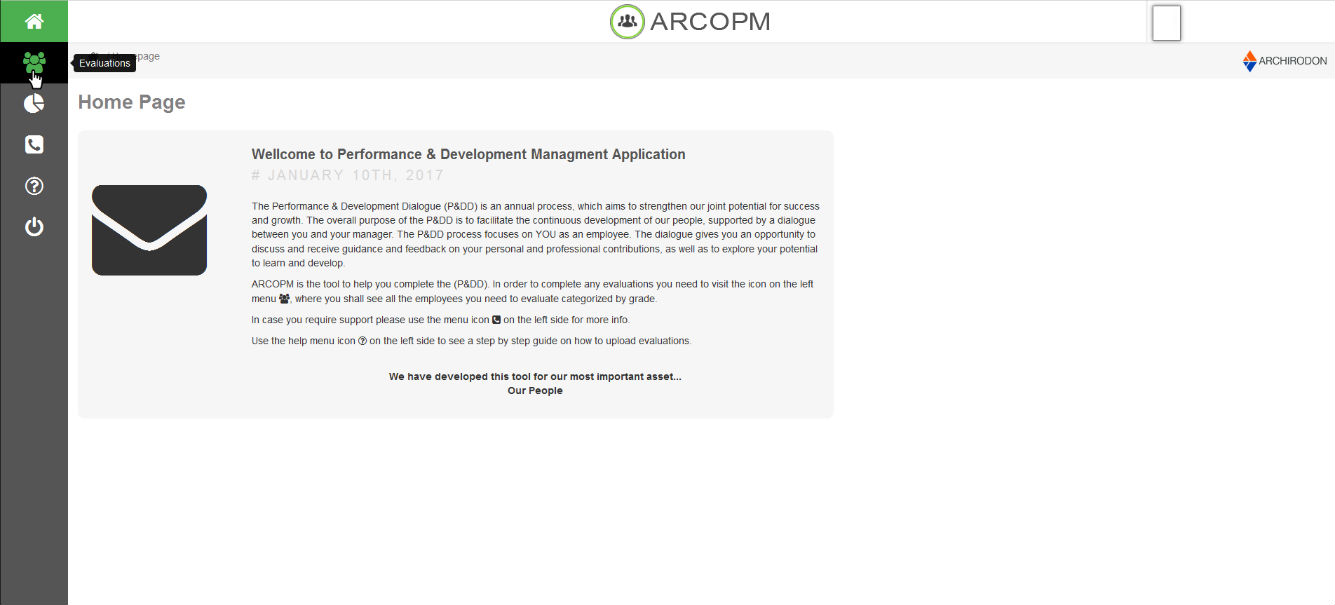 ARCOPM
Evaluations
page
ARCHIRODON
Home Page
Wellcome to Performance & Development Managment Application
# JANUARY 10TH, 2017
The Performance & Development Dialogue (P&DD) is an annual process, which aims to strengthen our joint potential for success
and growth. The overall purpose of the P&DD is to facilitate the continuous development of our people, supported by a dialogue
between you and your manager. The P&DD process focuses on YOU as an employee. The dialogue gives you an opportunity to
discuss and receive guidance and feedback on your personal and professional contributions, as well as to explore your potential
to learn and develop.
ARCOPM is the tool to help you complete the (P&DD). In order to complete any evaluations you need to visit the icon on the left
menu , where you shall see all the employees you need to evaluate categorized by grade.
In case you require support please use the menu icon on the left side for more info.
Use the help menu icon on the left side to see a step by step guide on how to upload evaluations.
We have developed this tool for our most important asset...
Our People